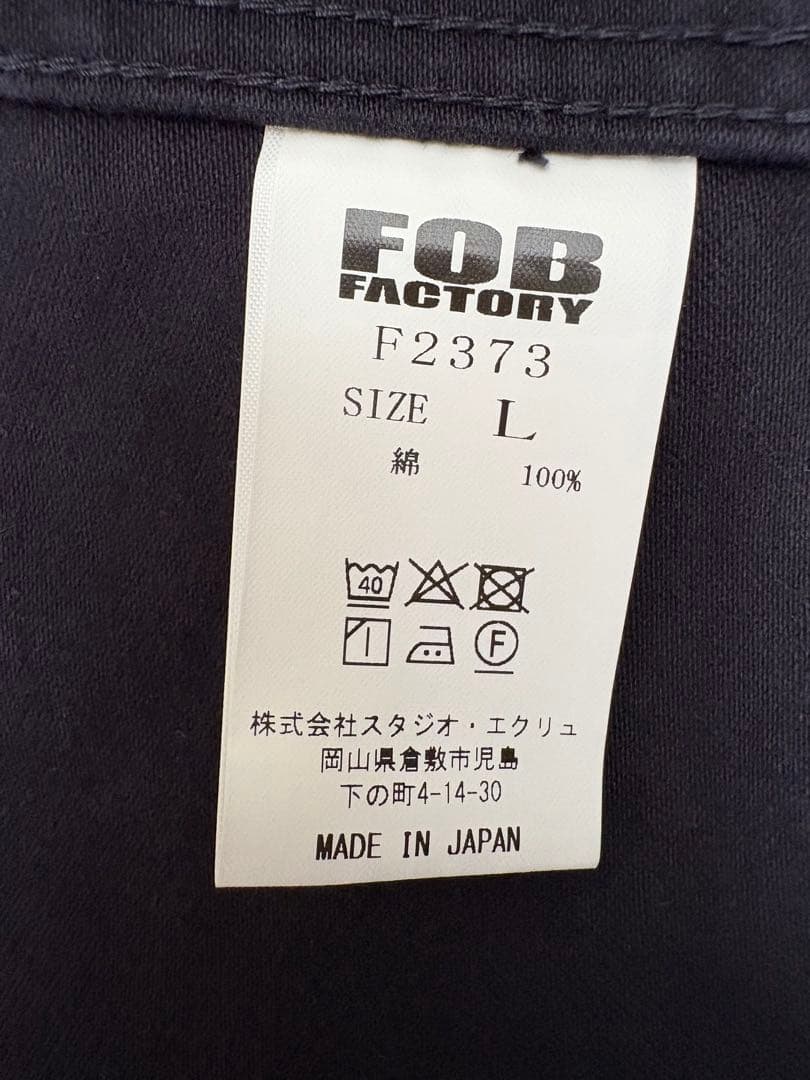 FOB
FACTORY
F2373
SIZE L
綿 100%
40
F
株式会社スタジオ・エクリュ
岡山県倉敷市児島
下の町4-14-30
MADE IN JAPAN